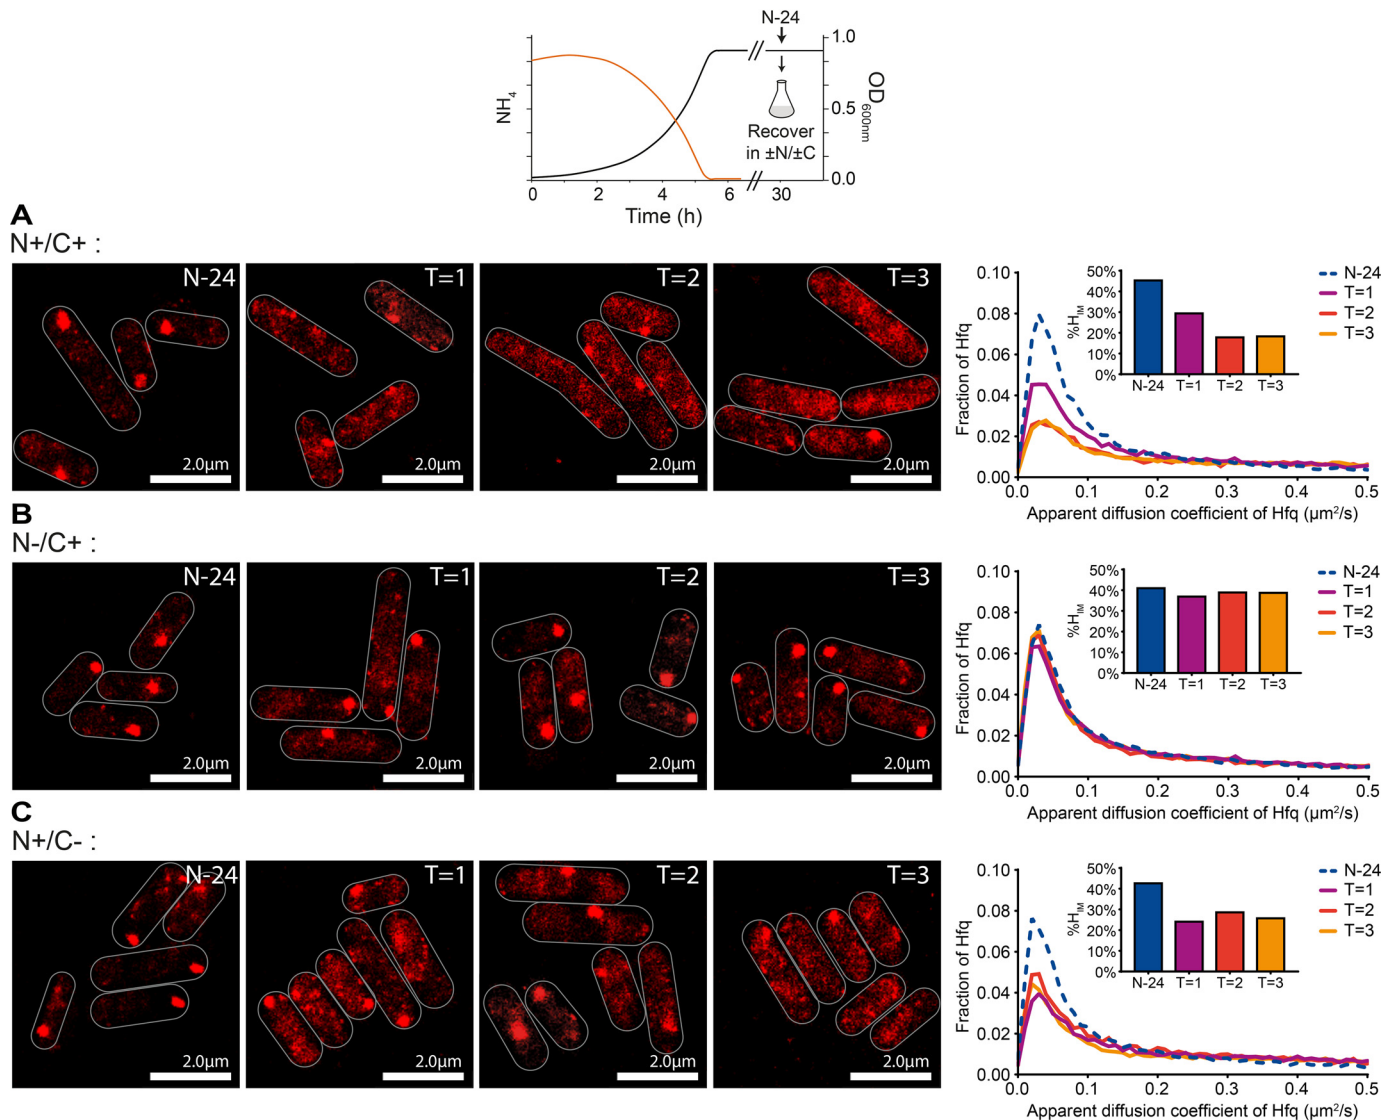 N-24
NH4
1.0
0.5
0.0
OD600nm
Recover
in ±N/±C
0 2 4 6 30
Time (h)
A
N+/C+ :
N-24 T=1 T=2 T=3
2.0µm 2.0µm 2.0µm 2.0µm
Fraction of Hfq
0.10
0.08
0.06
0.04
0.02
0.00
0.0 0.1 0.2 0.3 0.4 0.5
Apparent diffusion coefficient of Hfq (µm2/s)
%HIM
50%
40%
30%
20%
10%
0%
N-24 T=1 T=2 T=3
N-24
T=1
T=2
T=3
B
N-/C+ :
N-24 T=1 T=2 T=3
2.0µm 2.0µm 2.0µm 2.0µm
Fraction of Hfq
0.10
0.08
0.06
0.04
0.02
0.00
0.0 0.1 0.2 0.3 0.4 0.5
Apparent diffusion coefficient of Hfq (µm2/s)
%HIM
50%
40%
30%
20%
10%
0%
N-24 T=1 T=2 T=3
N-24
T=1
T=2
T=3
C
N+/C- :
N-24 T=1 T=2 T=3
2.0µm 2.0µm 2.0µm 2.0µm
Fraction of Hfq
0.10
0.08
0.06
0.04
0.02
0.00
0.0 0.1 0.2 0.3 0.4 0.5
Apparent diffusion coefficient of Hfq (µm2/s)
%HIM
50%
40%
30%
20%
10%
0%
N-24 T=1 T=2 T=3
N-24
T=1
T=2
T=3